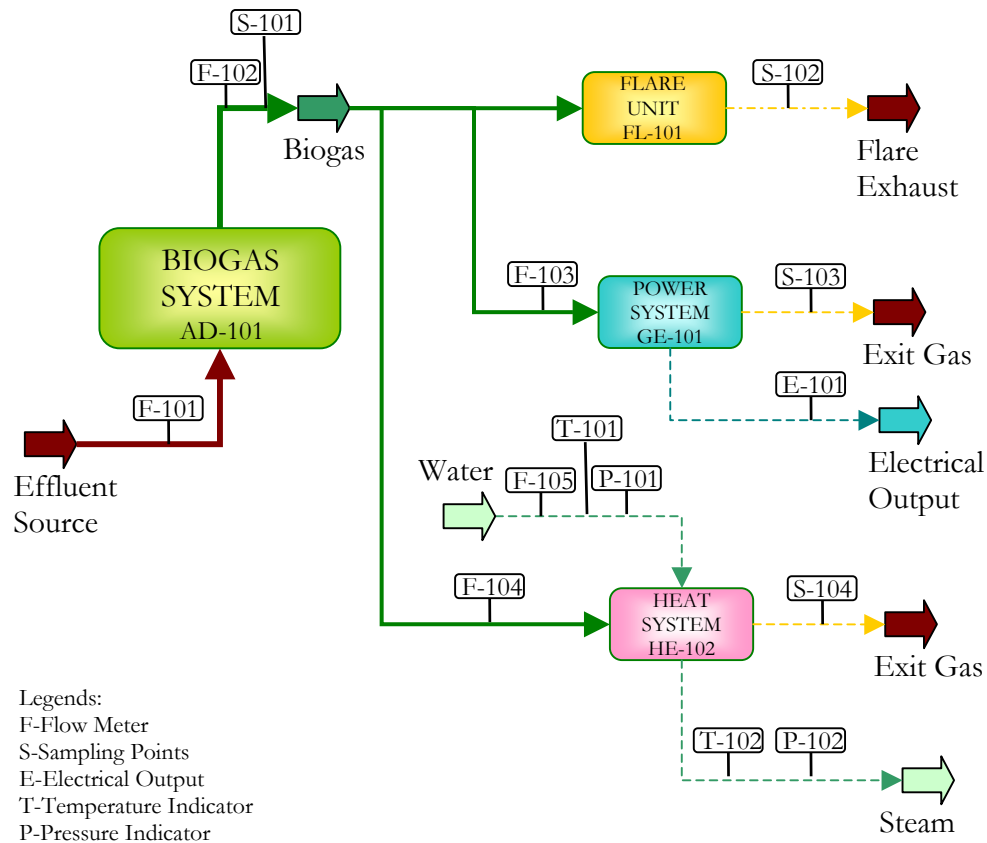 S-101
F-102
Biogas
FLARE
UNIT
FL-101
S-102
Flare
Exhaust
BIOGAS
SYSTEM
AD-101
F-101
Effluent
Source
F-103
POWER
SYSTEM
GE-101
S-103
Exit Gas
E-101
Electrical
Output
Water
F-105
T-101
P-101
F-104
HEAT
SYSTEM
HE-102
S-104
Exit Gas
T-102
P-102
Steam
Legends:
F-Flow Meter
S-Sampling Points
E-Electrical Output
T-Temperature Indicator
P-Pressure Indicator